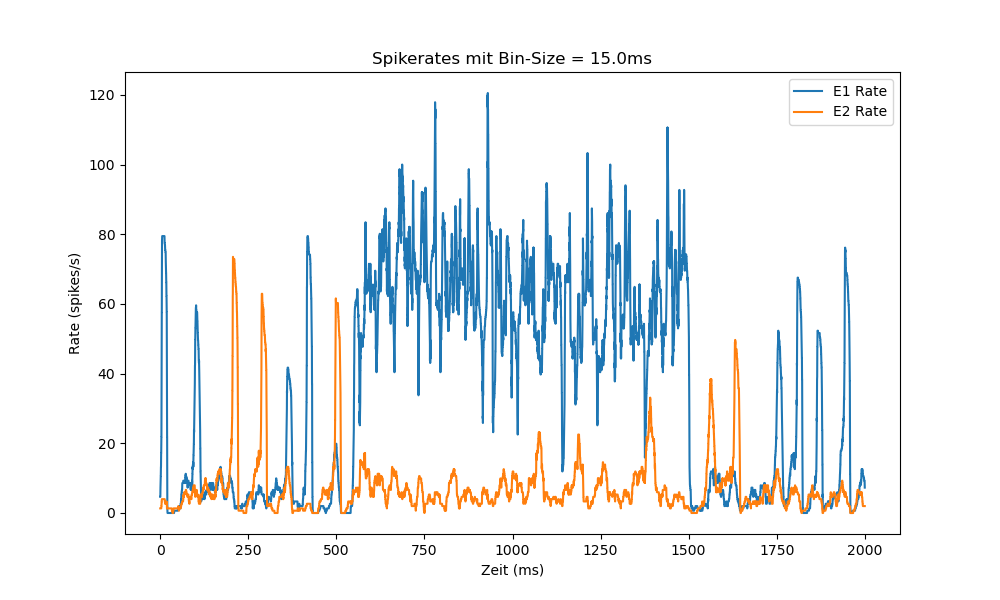 Spikerates mit Bin-Size = 15.0ms
E1 Rate
E2 Rate
Rate (spikes/s)
120
100
80
60
40
20
0
0 250 500 750 1000 1250 1500 1750 2000
Zeit (ms)